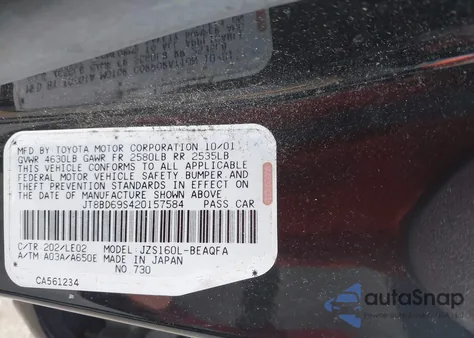 MFD BY TOYOTA MOTOR CORPORATION 10/01
GVWR 4630LB GAWR FR 2580LB RR 2535LB
THIS VEHICLE CONFORMS TO ALL APPLICABLE
FEDERAL MOTOR VEHICLE SAFETY, BUMPER, AND
THEFT PREVENTION STANDARDS IN EFFECT ON
THE DATE OF MANUFACTURE SHOWN ABOVE.
JT8BD69S420157584 PASS CAR
C/TR 202/LE02 MODEL: JZS160L-BEAQFA
A/TM A03A/A650E MADE IN JAPAN
NO 730
CA561234
autoSnap